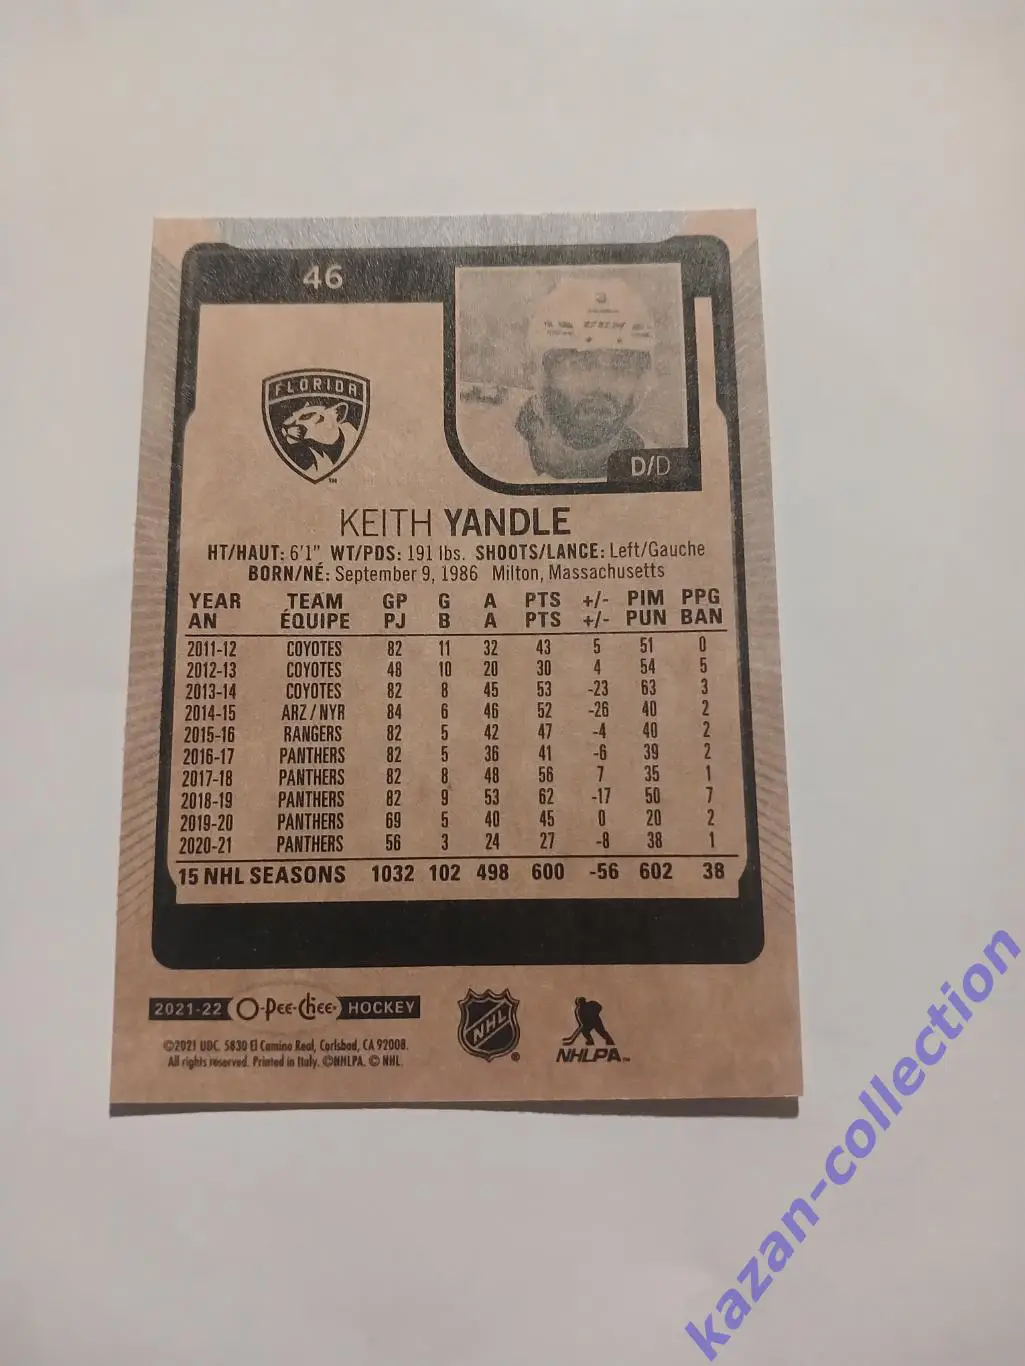 46
FLORIDA
D/D
KEITH YANDLE
HT/HAUT: 6'1" WT/PDS: 191 lbs. SHOOTS/LANCE: Left/Gauche
BORN/NÉ: September 9, 1986 Milton, Massachusetts
YEAR TEAM GP G A PTS +/- PIM PPG
AN ÉQUIPE PJ B A PTS +/- PUN BAN
2011-12 COYOTES 82 11 32 43 5 51 0
2012-13 COYOTES 48 10 20 30 4 54 5
2013-14 COYOTES 82 8 45 53 -23 63 3
2014-15 ARZ/NYR 84 6 46 52 -26 40 2
2015-16 RANGERS 82 5 42 47 -4 40 2
2016-17 PANTHERS 82 5 36 41 -6 39 2
2017-18 PANTHERS 82 8 48 56 7 35 1
2018-19 PANTHERS 82 9 53 62 -17 50 7
2019-20 PANTHERS 69 5 40 45 0 20 2
2020-21 PANTHERS 56 3 24 27 -8 38 1
15 NHL SEASONS 1032 102 498 600 -56 602 38
2021-22 O-PEE-CHEE HOCKEY
©2021 UDC. 5830 El Camino Real, Carlsbad, CA 92008.
All rights reserved. Printed in Italy. ©NHLPA. © NHL.
NHL
NHLPA™
kazan-collection